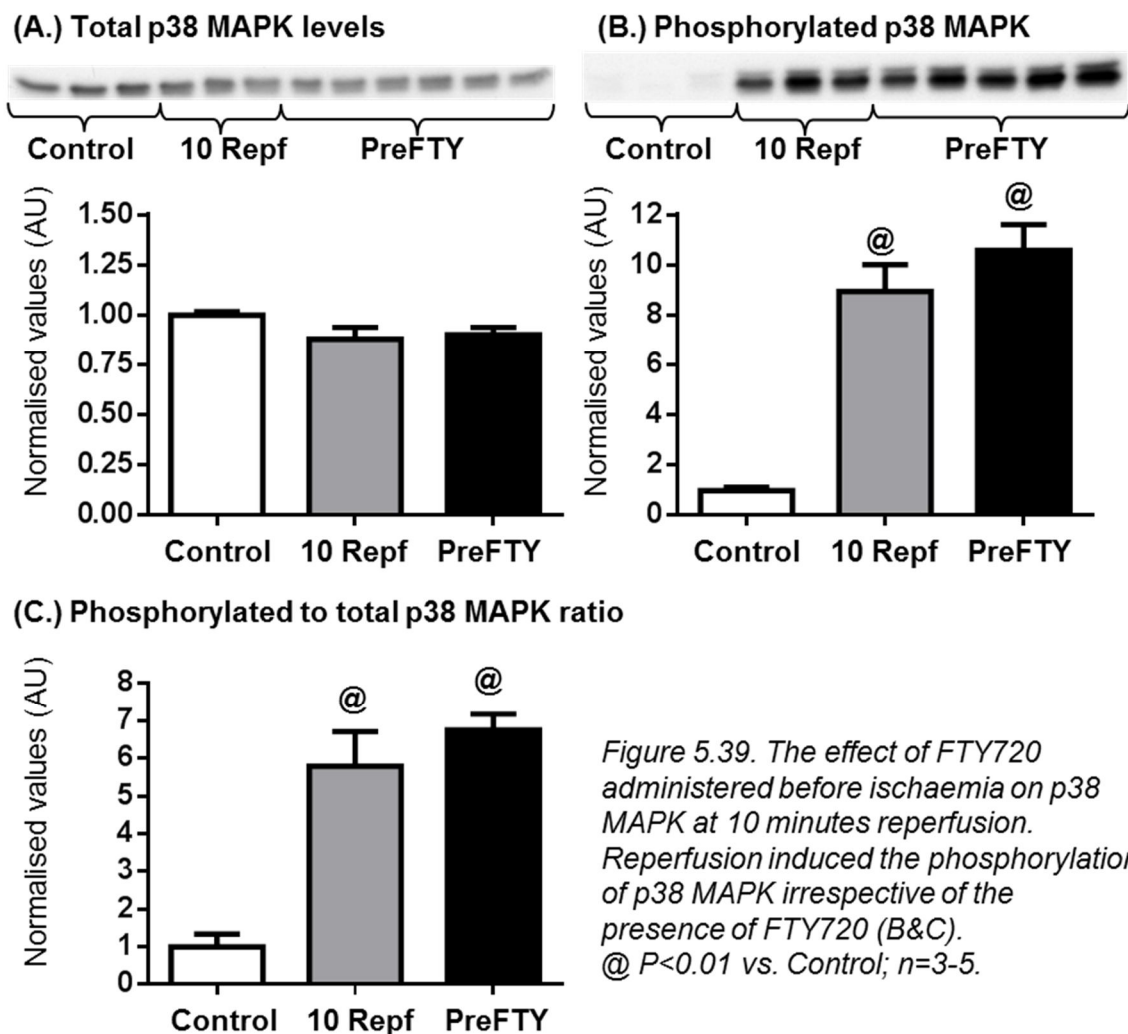 (A.) Total p38 MAPK levels
Control 10 Repf PreFTY
Normalised values (AU)
1.50
1.25
1.00
0.75
0.50
0.25
0.00
Control 10 Repf PreFTY
(B.) Phosphorylated p38 MAPK
Control 10 Repf PreFTY
Normalised values (AU)
12
10
8
6
4
2
0
@ @
Control 10 Repf PreFTY
(C.) Phosphorylated to total p38 MAPK ratio
Normalised values (AU)
8
7
6
5
4
3
2
1
0
@ @
Control 10 Repf PreFTY
Figure 5.39. The effect of FTY720
administered before ischaemia on p38
MAPK at 10 minutes reperfusion.
Reperfusion induced the phosphorylation
of p38 MAPK irrespective of the
presence of FTY720 (B&C).
@ P<0.01 vs. Control; n=3-5.